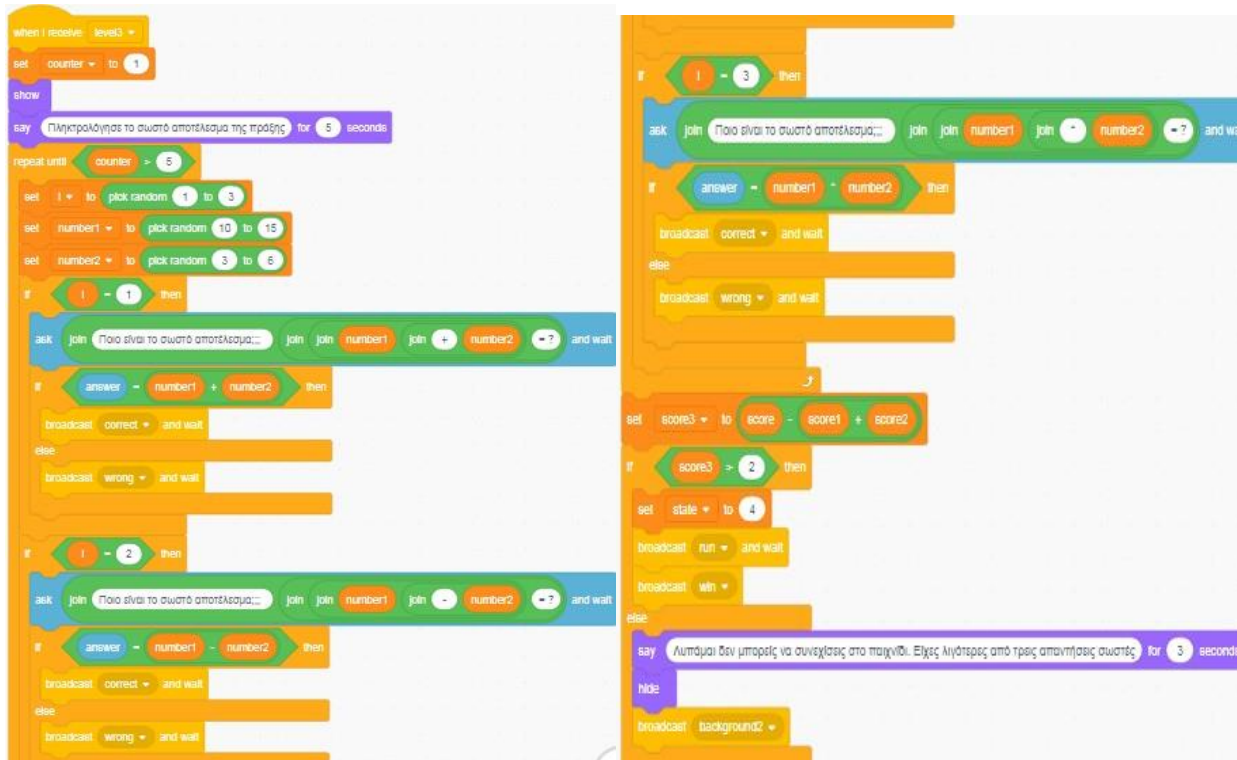 when I receive level3
set counter to 1
show
say Πληκτρολόγησε το σωστό αποτέλεσμα της πράξης for 5 seconds
repeat until counter > 5
set I to pick random 1 to 3
set number1 to pick random 10 to 15
set number2 to pick random 3 to 5
if I = 1 then
ask join Ποιο είναι το σωστό αποτέλεσμα;;; join join number1 join + number2 =? and wait
if answer = number1 + number2 then
broadcast correct and wait
else
broadcast wrong and wait
if I = 2 then
ask join Ποιο είναι το σωστό αποτέλεσμα;;; join join number1 join - number2 =? and wait
if answer = number1 - number2 then
broadcast correct and wait
else
broadcast wrong and wait
if I = 3 then
ask join Ποιο είναι το σωστό αποτέλεσμα;;; join join number1 join * number2 =? and wa
if answer = number1 * number2 then
broadcast correct and wait
else
broadcast wrong and wait
set score3 to score - score1 + score2
if score3 > 2 then
set state to 4
broadcast run and wait
broadcast win
else
say Λυπάμαι δεν μπορείς να συνεχίσεις στο παιχνίδι. Είχες λιγότερες από τρεις απαντήσεις σωστές for 3 seconds
hide
broadcast background2